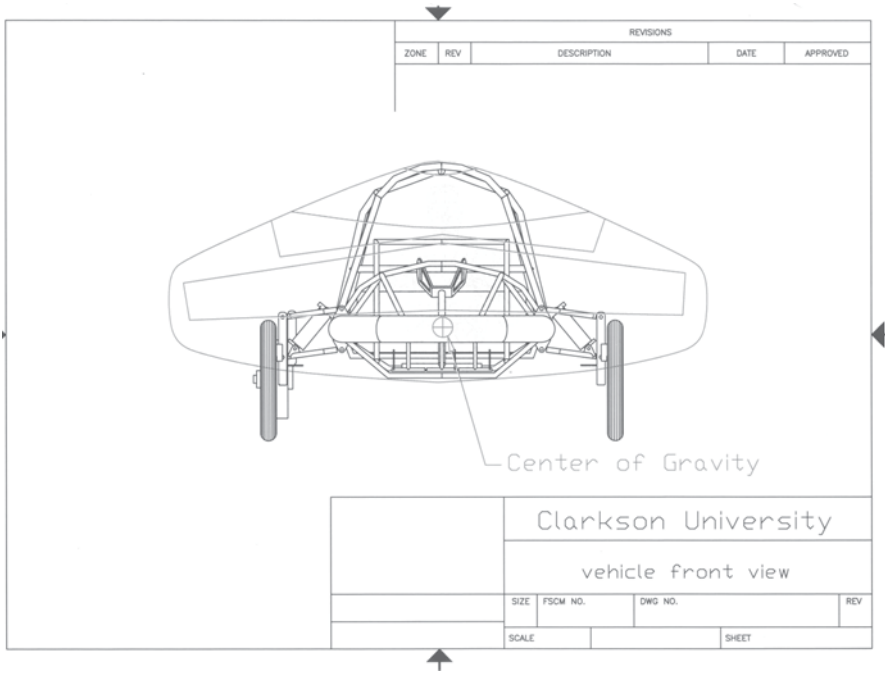 REVISIONS
ZONE REV DESCRIPTION DATE APPROVED
Center of Gravity
Clarkson University
vehicle front view
SIZE FSCM NO. DWG NO. REV
SCALE SHEET